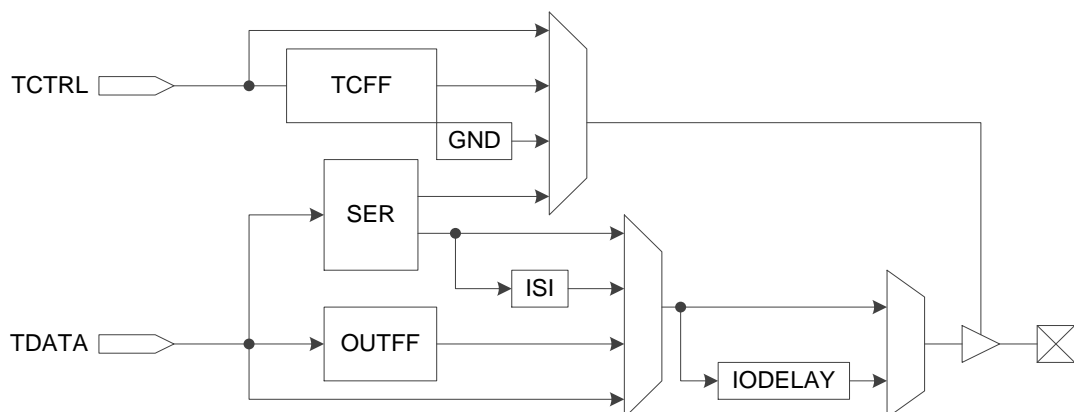 TCTRL
TCFF
GND
SER
ISI
TDATA
OUTFF
IODELAY